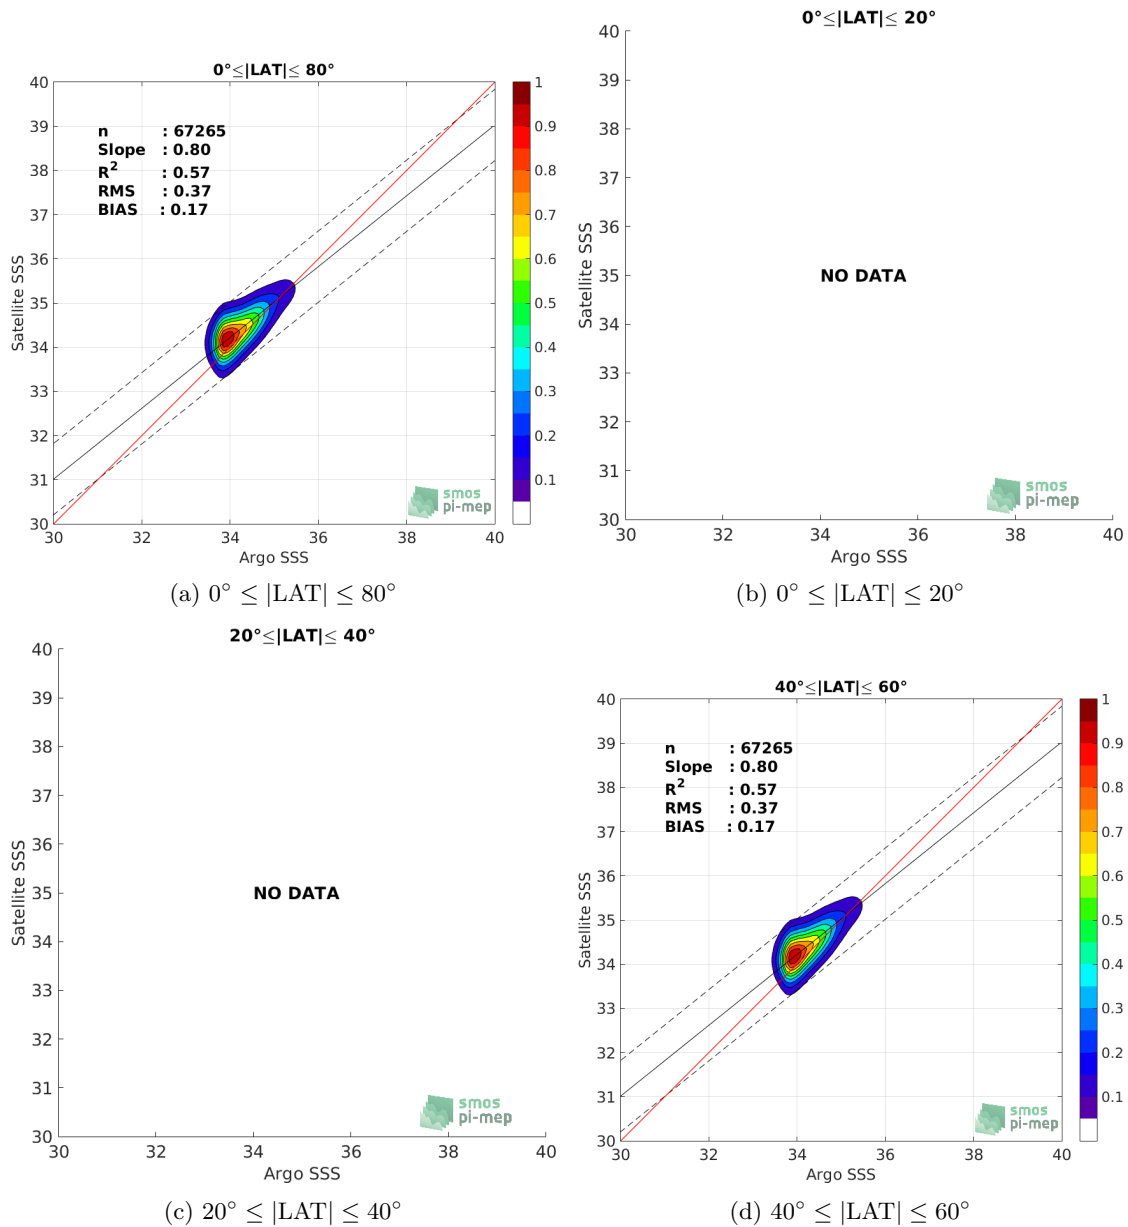 0°≤|LAT|≤ 80°
40
39
38
37
36
35
34
33
32
31
30
n : 67265
Slope : 0.80
R² : 0.57
RMS : 0.37
BIAS : 0.17
1
0.9
0.8
0.7
0.6
0.5
0.4
0.3
0.2
0.1
Satellite SSS
smos
pi-mep
30 32 34 36 38 40
Argo SSS
(a) 0° ≤ |LAT| ≤ 80°
0°≤|LAT|≤ 20°
40
39
38
37
36
35
34
33
32
31
30
Satellite SSS
NO DATA
smos
pi-mep
30 32 34 36 38 40
Argo SSS
(b) 0° ≤ |LAT| ≤ 20°
20°≤|LAT|≤ 40°
40
39
38
37
36
35
34
33
32
31
30
Satellite SSS
NO DATA
smos
pi-mep
30 32 34 36 38 40
Argo SSS
(c) 20° ≤ |LAT| ≤ 40°
40°≤|LAT|≤ 60°
40
39
38
37
36
35
34
33
32
31
30
n : 67265
Slope : 0.80
R² : 0.57
RMS : 0.37
BIAS : 0.17
1
0.9
0.8
0.7
0.6
0.5
0.4
0.3
0.2
0.1
Satellite SSS
smos
pi-mep
30 32 34 36 38 40
Argo SSS
(d) 40° ≤ |LAT| ≤ 60°